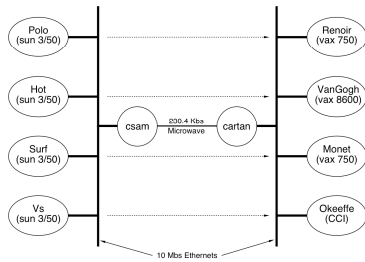 Polo
(sun 3/50)
Renoir
(vax 750)
Hot
(sun 3/50)
VanGogh
(vax 8600)
csam
230.4 Kbs
Microwave
cartan
Surf
(sun 3/50)
Monet
(vax 750)
Vs
(sun 3/50)
Okeeffe
(CCI)
10 Mbs Ethernets